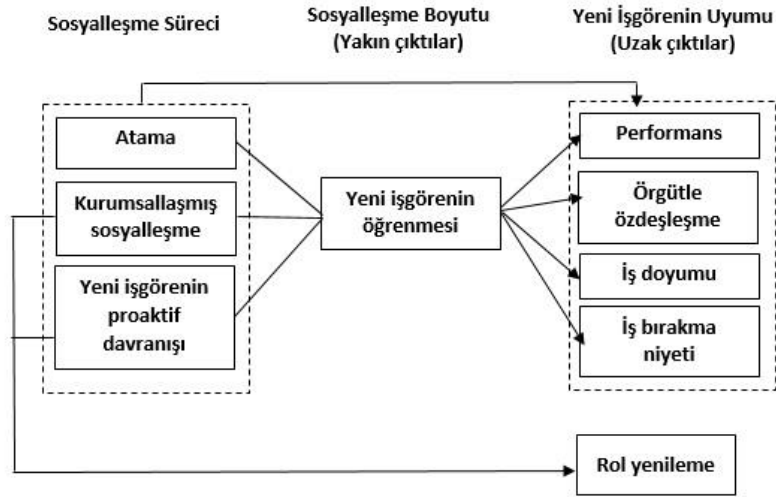 Sosyalleşme Süreci
Sosyalleşme Boyutu
(Yakın çıktılar)
Yeni İşgörenin Uyumu
(Uzak çıktılar)
Atama
Kurumsallaşmış
sosyalleşme
Yeni işgörenin
proaktif
davranışı
Yeni işgörenin
öğrenmesi
Performans
Örgütle
özdeşleşme
İş doyumu
İş bırakma
niyeti
Rol yenileme